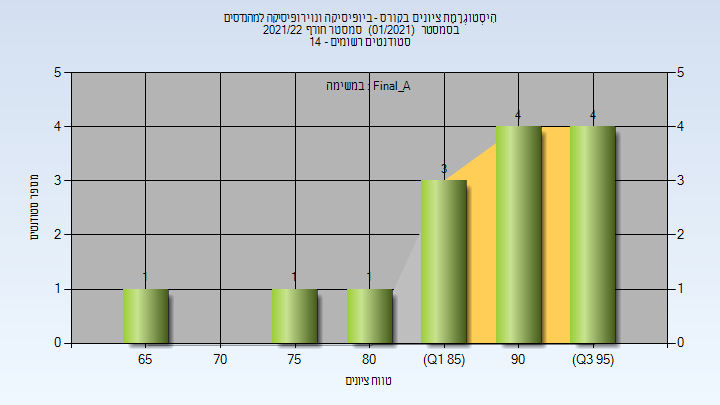 היסטוגרמת ציונים בקורס - ביופיסיקה ונוירופיסיקה למהנדסים
בסמסטר (01/2021) סמסטר חורף 2021/22
סטודנטים רשומים - 14
במשימה : Final_A
5
4
3
2
1
0
5
4
3
2
1
0
מספר סטודנטים
1
1
1
3
4
4
65
70
75
80
(Q1 85)
90
(Q3 95)
טווח ציונים